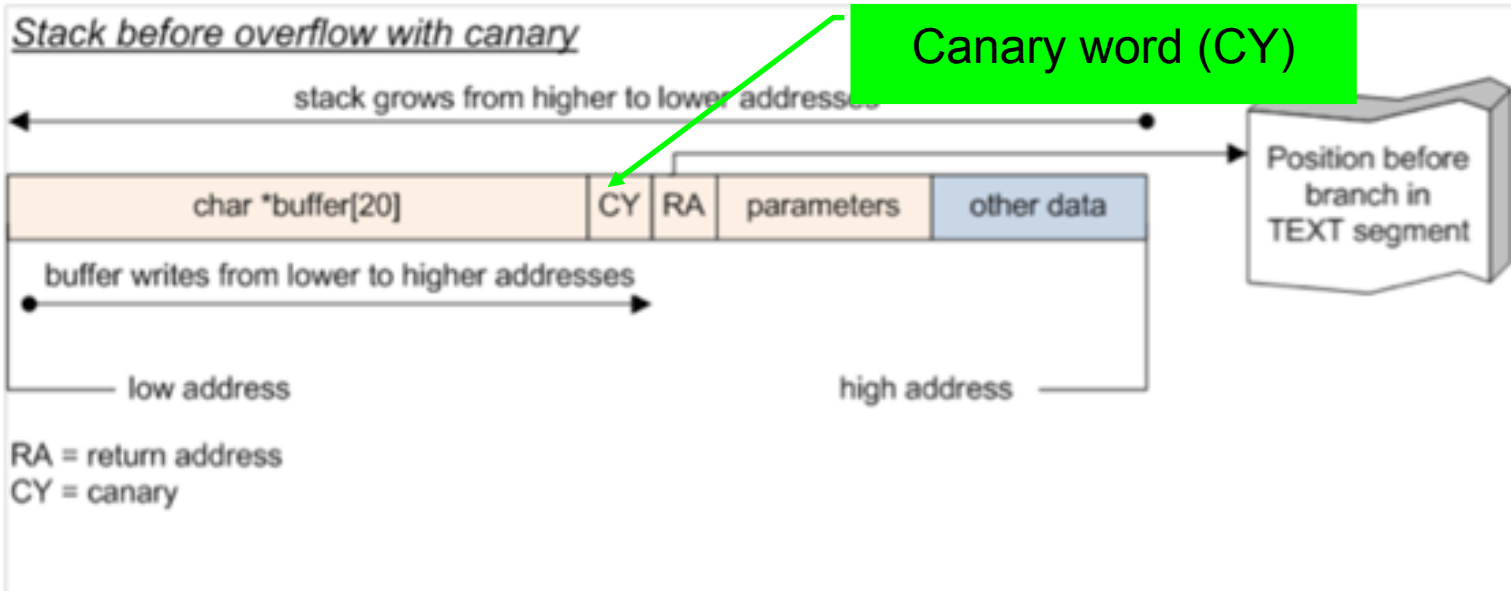 Stack before overflow with canary
Canary word (CY)
stack grows from higher to lower addresses
char *buffer[20]
CY
RA
parameters
other data
Position before
branch in
TEXT segment
buffer writes from lower to higher addresses
low address
high address
RA = return address
CY = canary